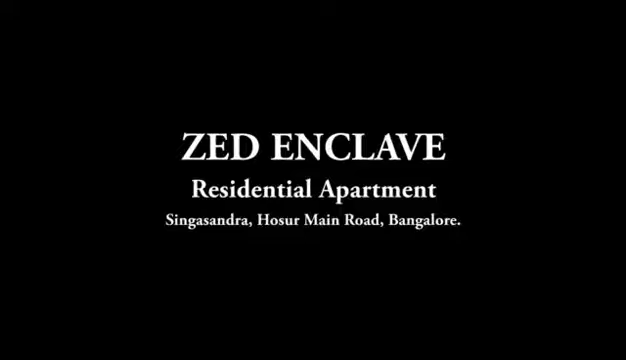 ZED ENCLAVE
Residential Apartment
Singasandra, Hosur Main Road, Bangalore.